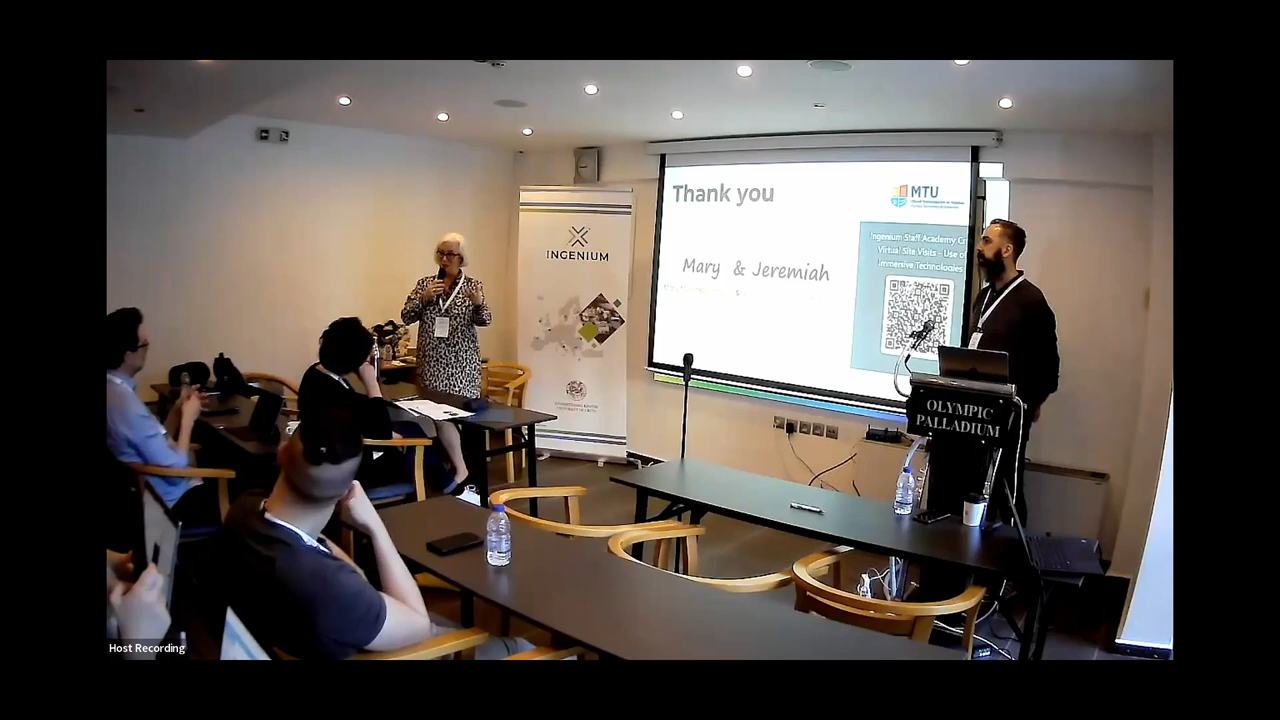 Thank you
MTU
Ingenium Staff Academy Cr
Virtual Site Visits - Use of
Immersive Technologies
Mary & Jeremiah
INGENIUM
OLYMPIC
PALLADIUM
Host Recording